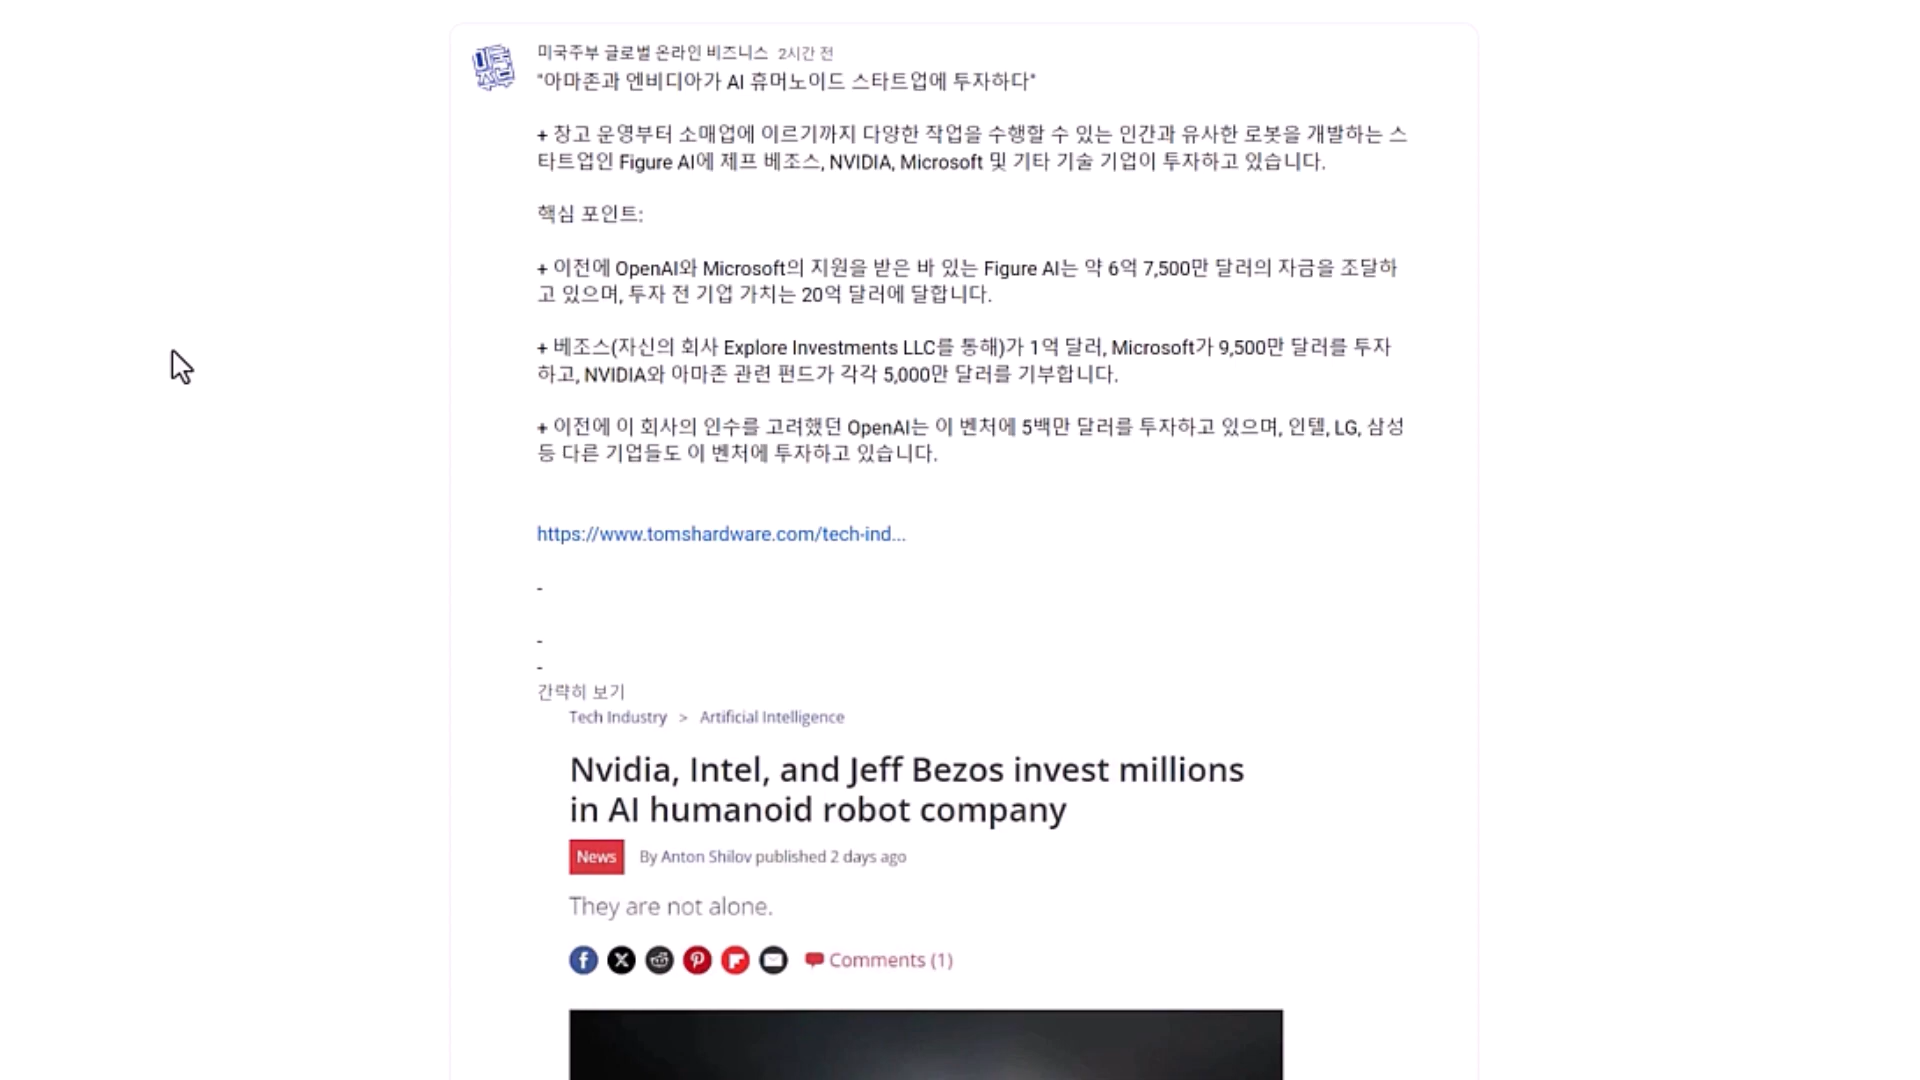 미국주부 글로벌 온라인 비즈니스 2시간 전
"아마존과 엔비디아가 AI 휴머노이드 스타트업에 투자하다"
+ 창고 운영부터 소매업에 이르기까지 다양한 작업을 수행할 수 있는 인간과 유사한 로봇을 개발하는 스
타트업인 Figure AI에 제프 베조스, NVIDIA, Microsoft 및 기타 기술 기업이 투자하고 있습니다.
핵심 포인트:
+ 이전에 OpenAI와 Microsoft의 지원을 받은 바 있는 Figure AI는 약 6억 7,500만 달러의 자금을 조달하
고 있으며, 투자 전 기업 가치는 20억 달러에 달합니다.
+ 베조스(자신의 회사 Explore Investments LLC를 통해)가 1억 달러, Microsoft가 9,500만 달러를 투자
하고, NVIDIA와 아마존 관련 펀드가 각각 5,000만 달러를 기부합니다.
+ 이전에 이 회사의 인수를 고려했던 OpenAI는 이 벤처에 5백만 달러를 투자하고 있으며, 인텔, LG, 삼성
등 다른 기업들도 이 벤처에 투자하고 있습니다.
https://www.tomshardware.com/tech-ind...
-
-
-
간략히 보기
Tech Industry > Artificial Intelligence
Nvidia, Intel, and Jeff Bezos invest millions
in AI humanoid robot company
News By Anton Shilov published 2 days ago
They are not alone.
Comments (1)